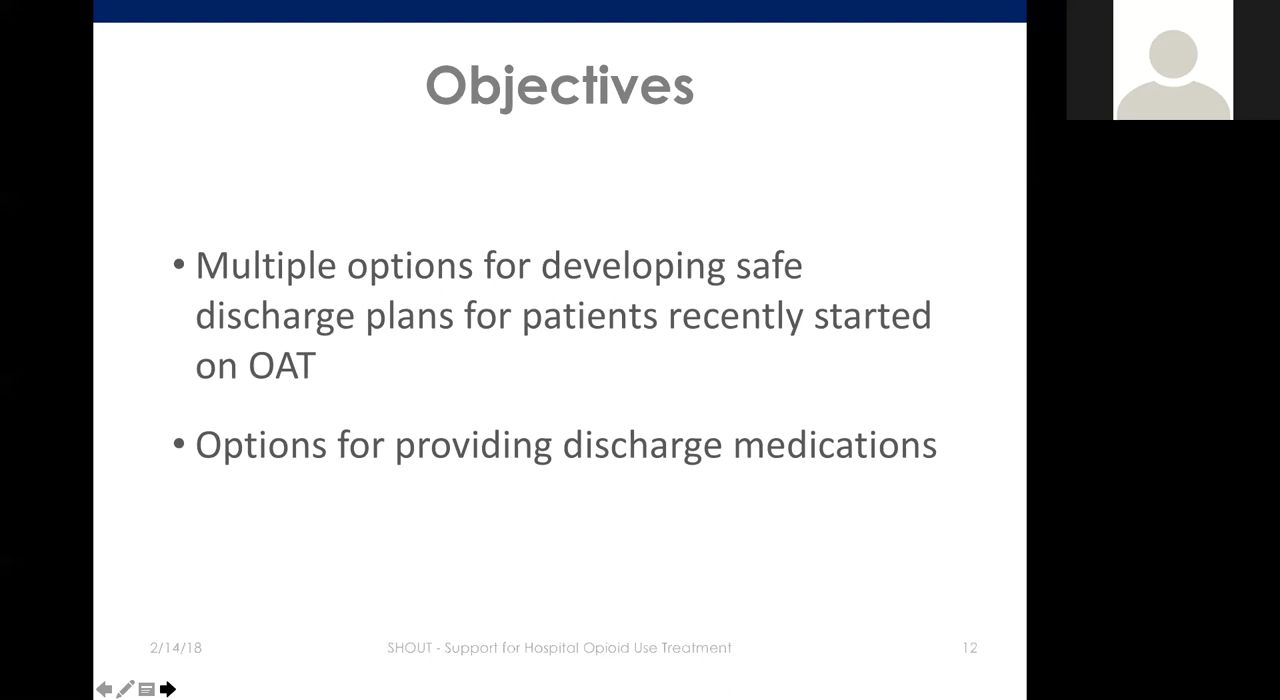 Objectives
• Multiple options for developing safe
discharge plans for patients recently started
on OAT
• Options for providing discharge medications
2/14/18 SHOUT - Support for Hospital Opioid Use Treatment 12